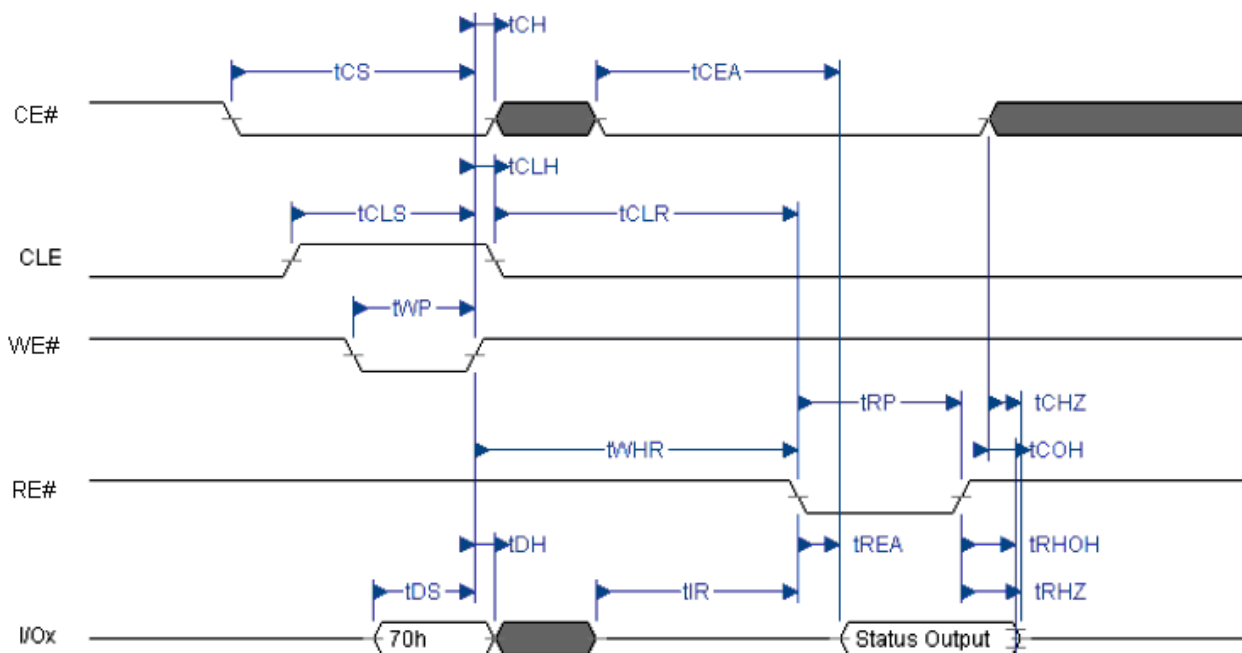 tCH
tCS
tCEA
CE#
tCLH
tCLS
tCLR
CLE
tWP
WE#
tRP
tCHZ
tWHR
tCOH
RE#
tDH
tREA
tRHOH
tDS
tIR
tRHZ
I/Ox
70h
Status Output